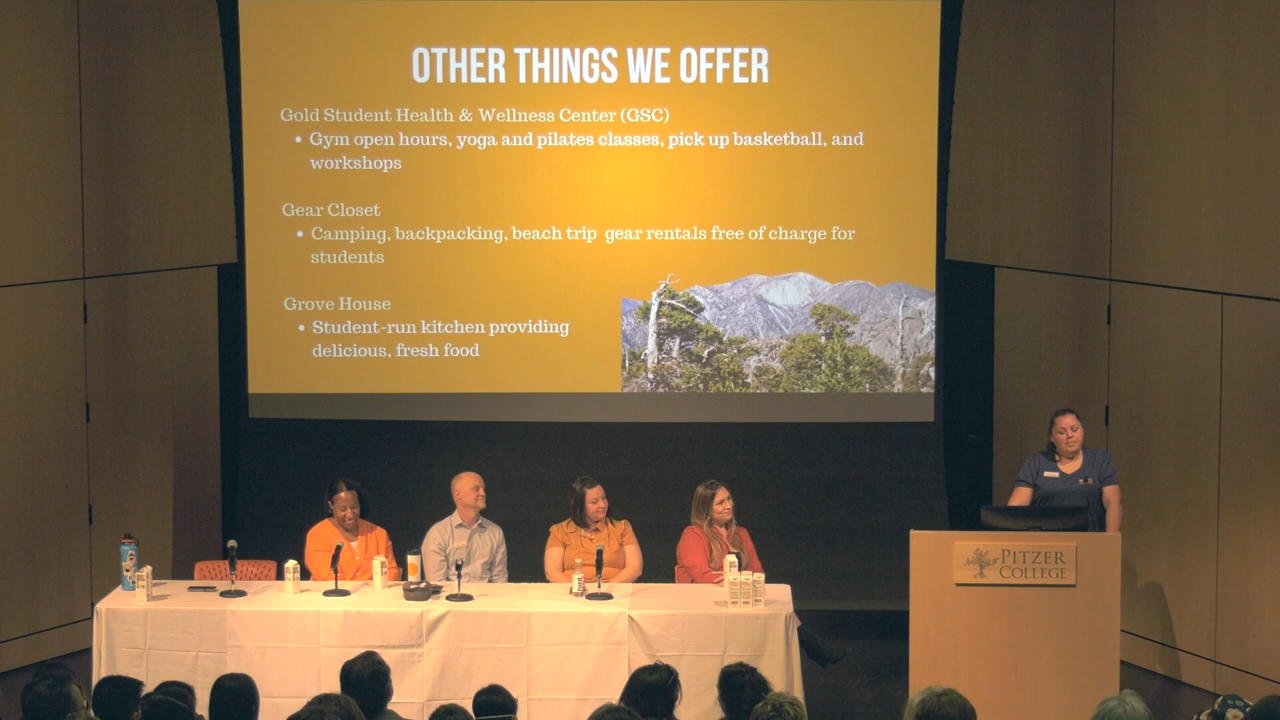 OTHER THINGS WE OFFER
Gold Student Health & Wellness Center (GSC)
• Gym open hours, yoga and pilates classes, pick up basketball, and
workshops
Gear Closet
• Camping, backpacking, beach trip gear rentals free of charge for
students
Grove House
• Student-run kitchen providing
delicious, fresh food
PITZER
COLLEGE